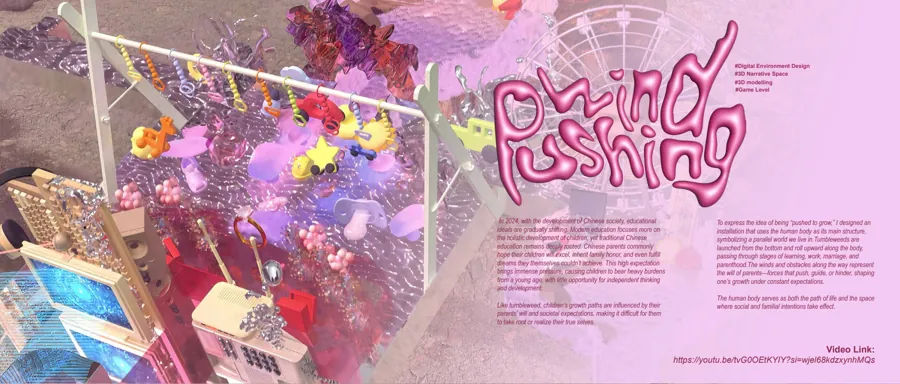 wind
Pushing
#Digital Environment Design
#3D Narrative Space
#3D modelling
#Game Level
In 2024, with the development of Chinese society, educational
ideals are gradually shifting. Modern education focuses more on
the holistic development of children, yet traditional Chinese
education remains deeply rooted. Chinese parents commonly
hope their children will excel, inherit family honor, and even fulfill
dreams they themselves couldn't achieve. This high expectation
brings immense pressure, causing children to bear heavy burdens
from a young age, with little opportunity for independent thinking
and development.
Like tumbleweed, children's growth paths are influenced by their
parents' will and societal expectations, making it difficult for them
to take root or realize their true selves.
To express the idea of being "pushed to grow," I designed an
installation that uses the human body as its main structure,
symbolizing a parallel world we live in.Tumbleweeds are
launched from the bottom and roll upward along the body,
passing through stages of learning, work, marriage, and
parenthood.The winds and obstacles along the way represent
the will of parents—forces that push, guide, or hinder, shaping
one's growth under constant expectations.
The human body serves as both the path of life and the space
where social and familial intentions take effect.
Video Link:
https://youtu.be/tvG0OEtKYlY?si=wjel68kdzxynhMQs